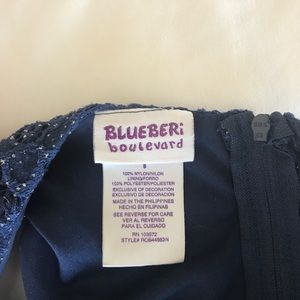 BLUEBERi
boulevard
8
100% NYLON/NILON
LINING/FORRO
100% POLYESTER/POLIESTER
EXCLUSIVE OF DECORATION
EXCLUSIVO DE DECORACION
MADE IN THE PHILIPPINES
HECHO EN FILIPINAS
SEE REVERSE FOR CARE
VER AL REVERSO
PARA EL CUIDADO
RN 103572